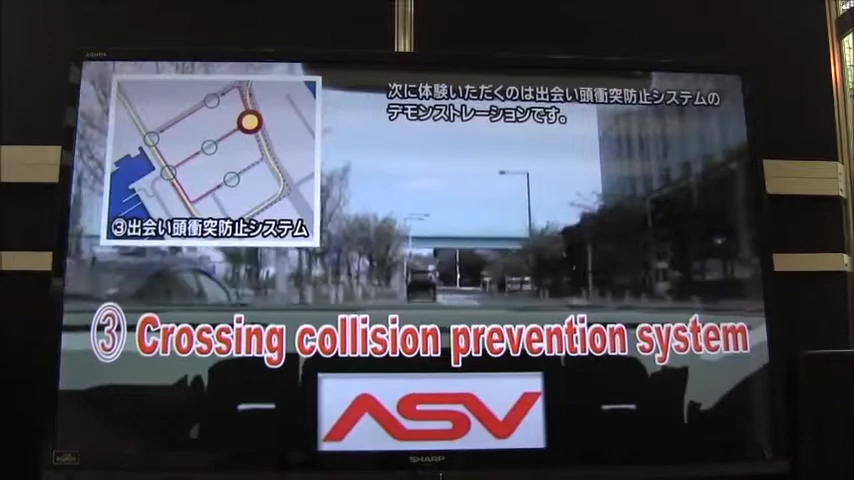 AQUOS
次に体験いただくのは出会い頭衝突防止システムの
デモンストレーションです。
③出会い頭衝突防止システム
③ Crossing collision prevention system
ASV
SHARP